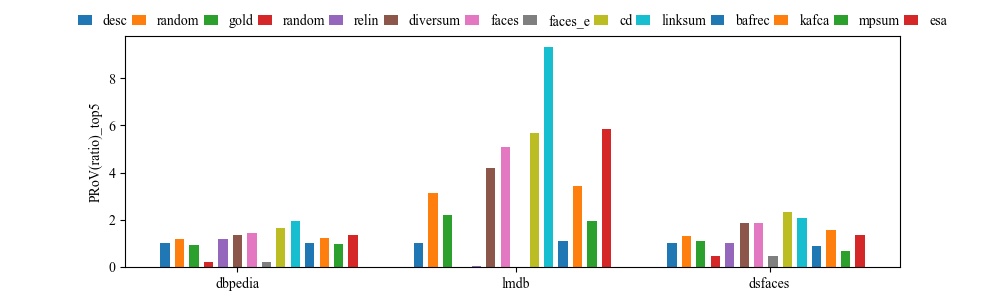 desc random gold random relin diversum faces faces_e cd linksum bafrec kafca mpsum esa
PRoV(ratio)_top5
8
6
4
2
0
dbpedia lmdb dsfaces